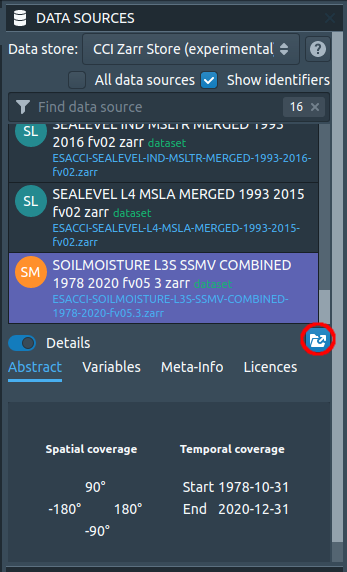 DATA SOURCES
Data store: CCI Zarr Store (experimental) ?
All data sources Show identifiers
Find data source 16 ×
SL SEALEVEL IND MSLTR MERGED 1993
2016 fv02 zarr dataset
ESACCI-SEALEVEL-IND-MSLTR-MERGED-1993-2016-
fv02.zarr
SL SEALEVEL L4 MSLA MERGED 1993 2015
fv02 zarr dataset
ESACCI-SEALEVEL-L4-MSLA-MERGED-1993-2015-
fv02.zarr
SM SOILMOISTURE L3S SSMV COMBINED
1978 2020 fv05 3 zarr dataset
ESACCI-SOILMOISTURE-L3S-SSMV-COMBINED-
1978-2020-fv05.3.zarr
Details
Abstract Variables Meta-Info Licences
Spatial coverage Temporal coverage
90° Start 1978-10-31
-180° 180° End 2020-12-31
-90°